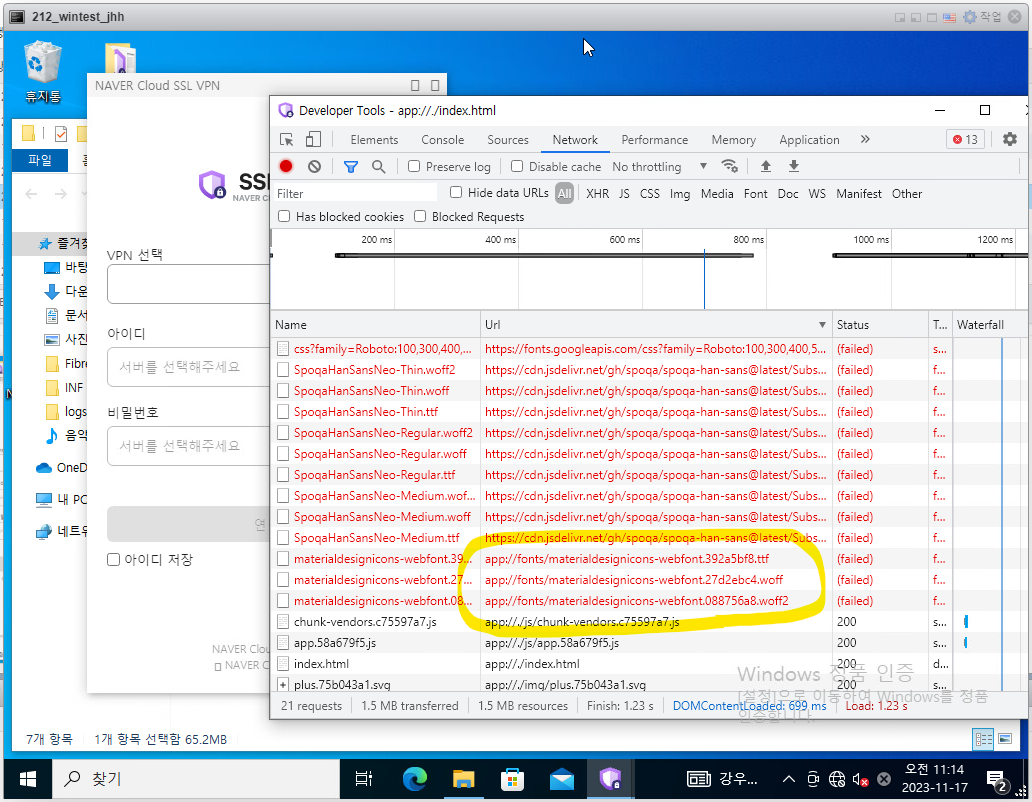 212_wintest_jhh
작업
휴지통
NAVER Cloud SSL VPN
파일
Developer Tools - app://./index.html
Elements Console Sources Network Performance Memory Application » 13
Preserve log Disable cache No throttling ▼
Filter Hide data URLs All XHR JS CSS Img Media Font Doc WS Manifest Other
Has blocked cookies Blocked Requests
200 ms 400 ms 600 ms 800 ms 1000 ms 1200 ms
NAVER
VPN 선택
아이디
서버를 선택해주세요
비밀번호
서버를 선택해주세요
연
아이디 저장
INF
logs
OneD
내 PC
Name Url ▼ Status T... Waterfall
css?family=Roboto:100,300,400,... https://fonts.googleapis.com/css?family=Roboto:100,300,400,5... (failed) s...
SpoqaHanSansNeo-Thin.woff2 https://cdn.jsdelivr.net/gh/spoqa/spoqa-han-sans@latest/Subs... (failed) f...
SpoqaHanSansNeo-Thin.woff https://cdn.jsdelivr.net/gh/spoqa/spoqa-han-sans@latest/Subs... (failed) f...
SpoqaHanSansNeo-Thin.ttf https://cdn.jsdelivr.net/gh/spoqa/spoqa-han-sans@latest/Subs... (failed) f...
SpoqaHanSansNeo-Regular.woff2 https://cdn.jsdelivr.net/gh/spoqa/spoqa-han-sans@latest/Subs... (failed) f...
SpoqaHanSansNeo-Regular.woff https://cdn.jsdelivr.net/gh/spoqa/spoqa-han-sans@latest/Subs... (failed) f...
SpoqaHanSansNeo-Regular.ttf https://cdn.jsdelivr.net/gh/spoqa/spoqa-han-sans@latest/Subs... (failed) f...
SpoqaHanSansNeo-Medium.wof... https://cdn.jsdelivr.net/gh/spoqa/spoqa-han-sans@latest/Subs... (failed) f...
SpoqaHanSansNeo-Medium.woff https://cdn.jsdelivr.net/gh/spoqa/spoqa-han-sans@latest/Subs... (failed) f...
SpoqaHanSansNeo-Medium.ttf https://cdn.jsdelivr.net/gh/spoqa/spoqa-han-sans@latest/Subs... (failed) f...
materialdesignicons-webfont.39... app://fonts/materialdesignicons-webfont.392a5bf8.ttf (failed) f...
materialdesignicons-webfont.27... app://fonts/materialdesignicons-webfont.27d2ebc4.woff (failed) f...
materialdesignicons-webfont.08... app://fonts/materialdesignicons-webfont.088756a8.woff2 (failed) f...
chunk-vendors.c75597a7.js app://./js/chunk-vendors.c75597a7.js 200 s...
app.58a679f5.js app://./js/app.58a679f5.js 200 s...
index.html app://./index.html 200 d...
plus.75b043a1.svg app://./img/plus.75b043a1.svg 200 s...
NAVER Clou
NAVER C
Windows 정품 인증
[설정]으로 이동하여 Windows를 정품
인증합니다.
21 requests 1.5 MB transferred 1.5 MB resources Finish: 1.23 s DOMContentLoaded: 699 ms Load: 1.23 s
7개 항목 1개 항목 선택함 65.2MB
찾기
강우...
오전 11:14
2023-11-17
2